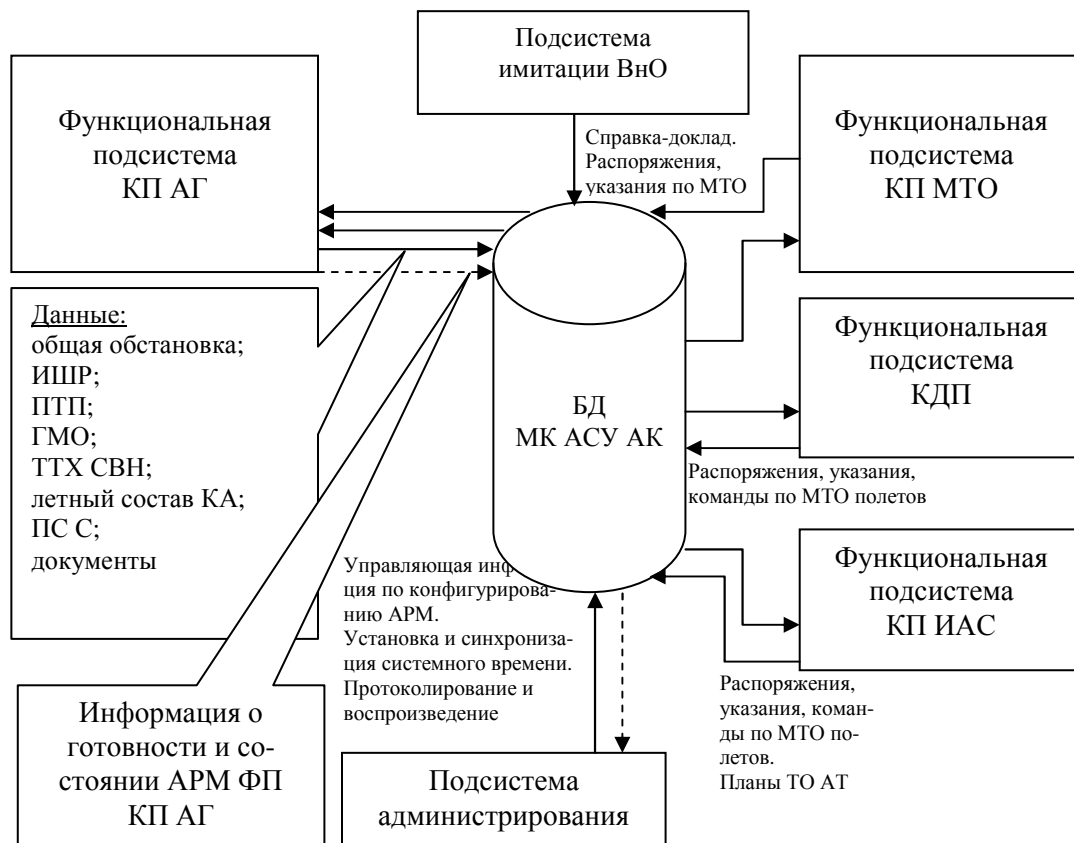 Подсистема
имитации ВнО
Функциональная
подсистема
КП АГ
Справка-доклад.
Распоряжения,
указания по МТО
Функциональная
подсистема
КП МТО
Данные:
общая обстановка;
ИШР;
ПТП;
ГМО;
ТТХ СВН;
летный состав КА;
ПС С;
документы
БД
МК АСУ АК
Функциональная
подсистема
КДП
Распоряжения, указания,
команды по МТО полетов
Управляющая инфор
ция по конфигурирова-
нию АРМ.
Установка и синхрониза-
ция системного времени.
Протоколирование и
воспроизведение
Функциональная
подсистема
КП ИАС
Распоряжения,
указания, коман-
ды по МТО по-
летов.
Планы ТО АТ
Информация о
готовности и со-
стоянии АРМ ФП
КП АГ
Подсистема
администрирования